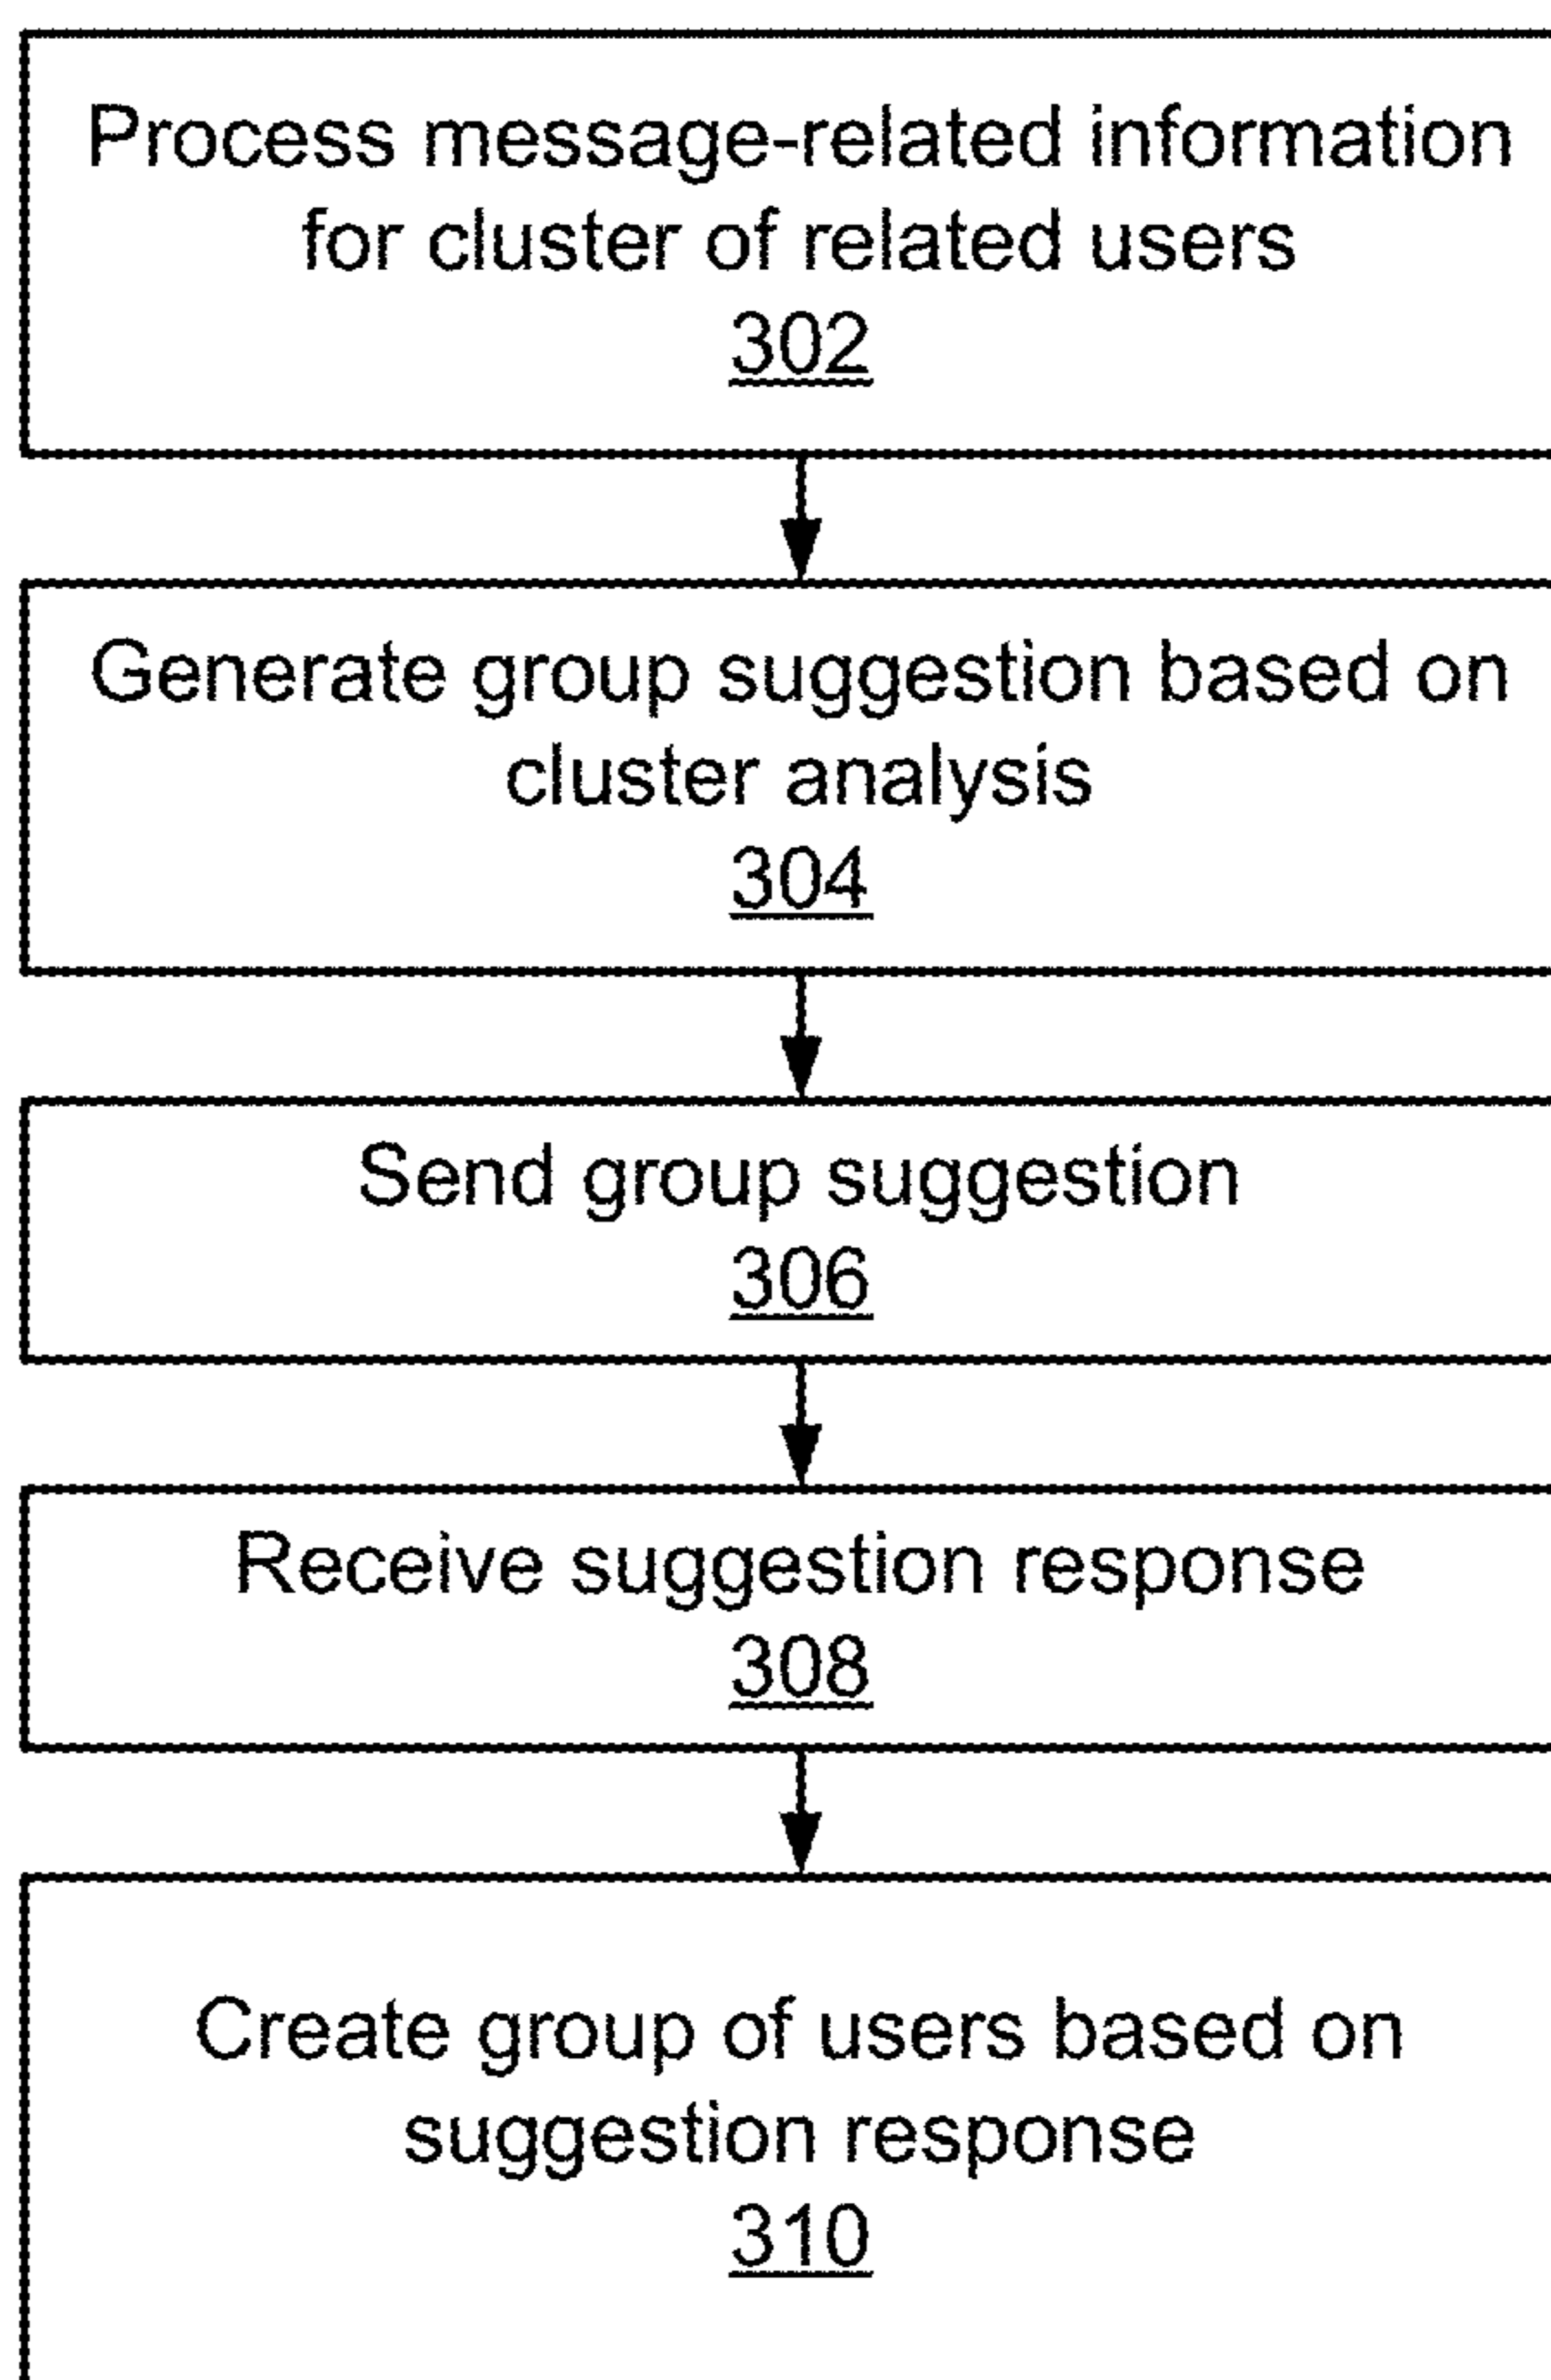 Process message-related information
for cluster of related users
302
Generate group suggestion based on
cluster analysis
304
Send group suggestion
306
Receive suggestion response
308
Create group of users based on
suggestion response
310